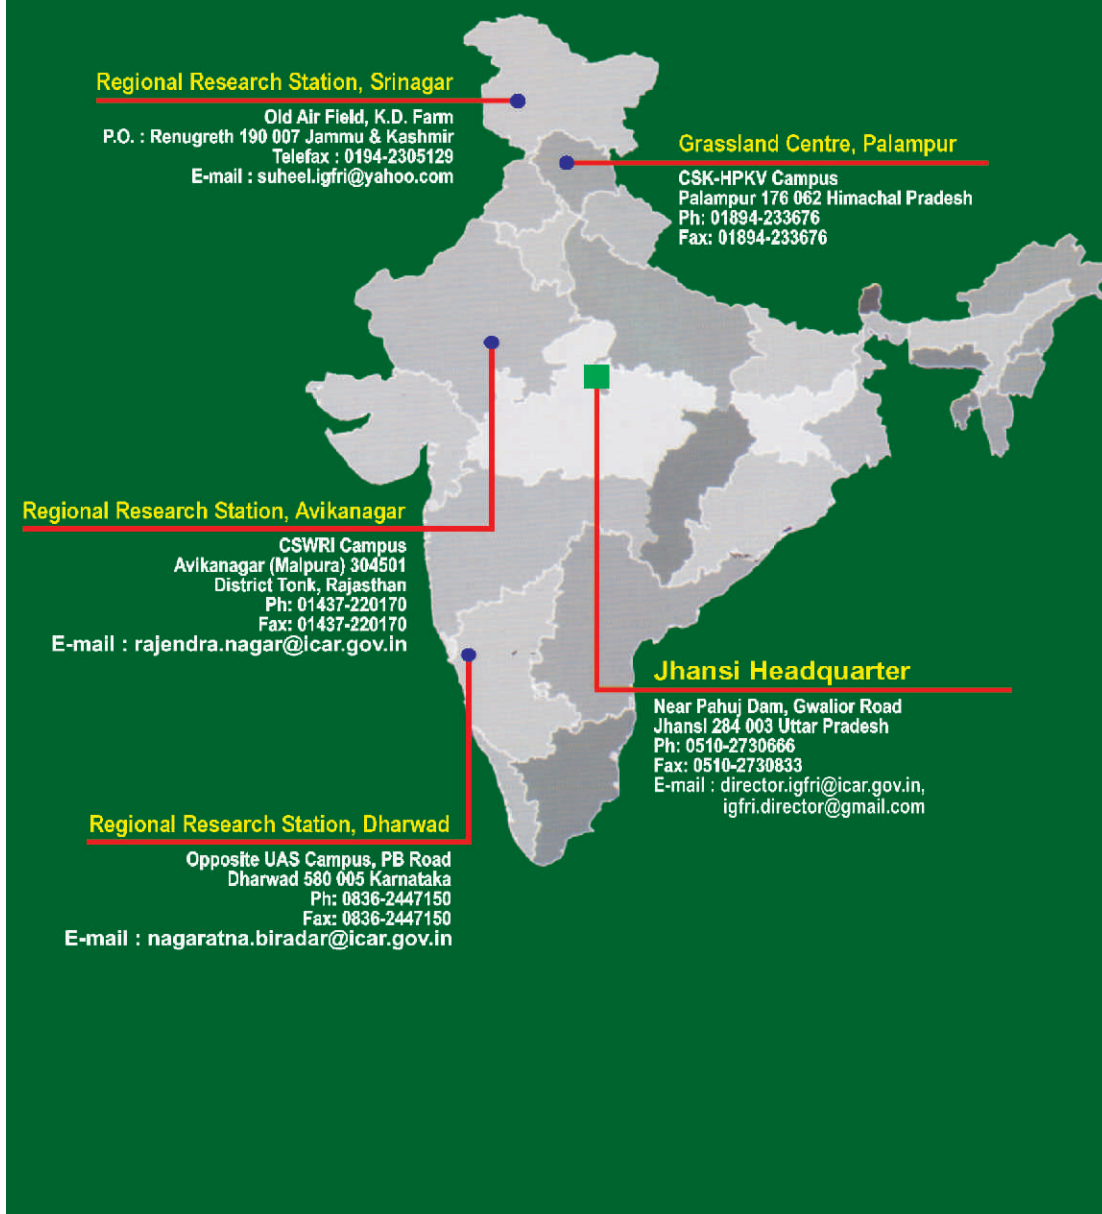 Regional Research Station, Srinagar
Old Air Field, K.D. Farm
P.O. : Renugreth 190 007 Jammu & Kashmir
Telefax : 0194-2305129
E-mail : suheel.igfri@yahoo.com
Grassland Centre, Palampur
CSK-HPKV Campus
Palampur 176 062 Himachal Pradesh
Ph: 01894-233676
Fax: 01894-233676
Regional Research Station, Avikanagar
CSWRI Campus
Avikanagar (Malpura) 304501
District Tonk, Rajasthan
Ph: 01437-220170
Fax: 01437-220170
E-mail : rajendra.nagar@icar.gov.in
Jhansi Headquarter
Near Pahuj Dam, Gwalior Road
Jhansi 284 003 Uttar Pradesh
Ph: 0510-2730666
Fax: 0510-2730833
E-mail : director.igfri@icar.gov.in,
igfri.director@gmail.com
Regional Research Station, Dharwad
Opposite UAS Campus, PB Road
Dharwad 580 005 Karnataka
Ph: 0836-2447150
Fax: 0836-2447150
E-mail : nagaratna.biradar@icar.gov.in